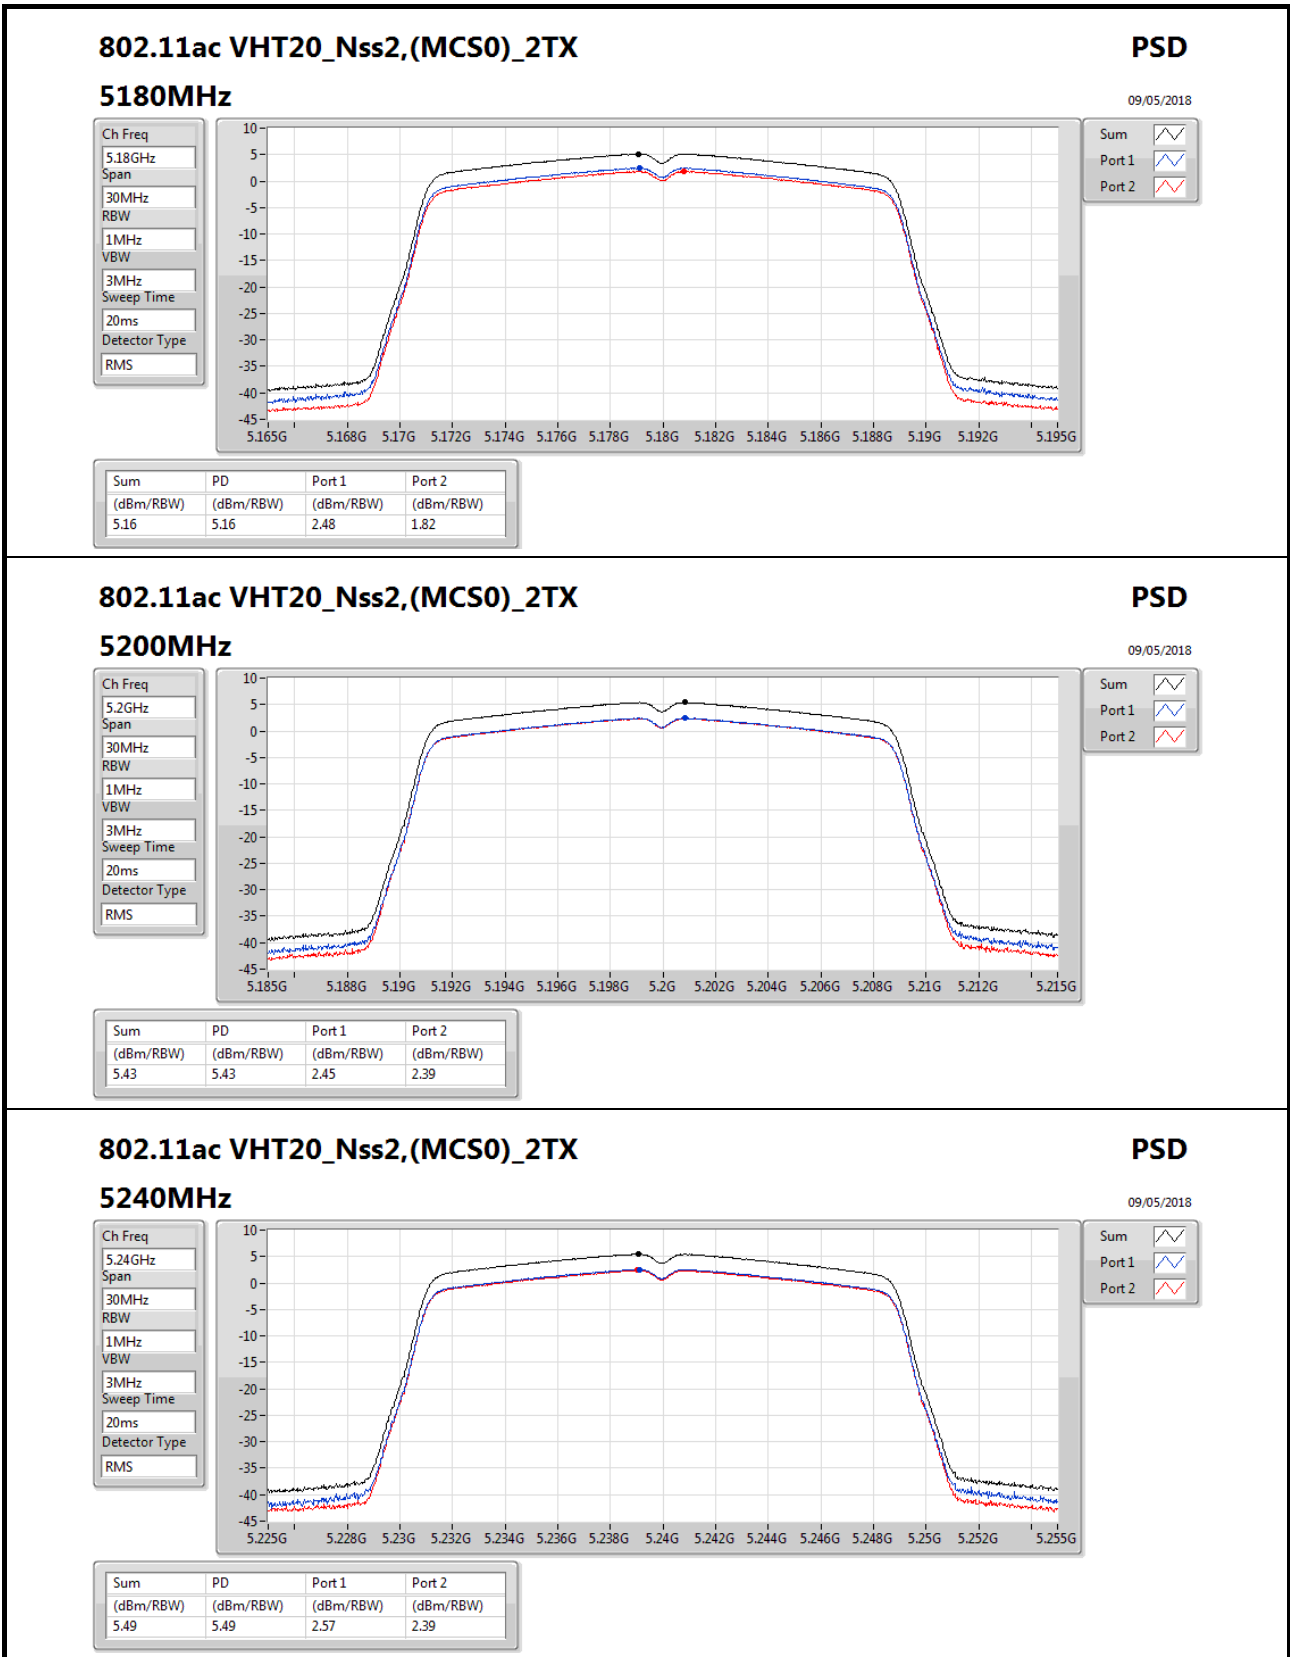 802.11ac VHT20_Nss2,(MCS0)_2TX PSD
5180MHz 09/05/2018
Ch Freq
5.18GHz
Span
30MHz
RBW
1MHz
VBW
3MHz
Sweep Time
20ms
Detector Type
RMS
10
5
0
-5
-10
-15
-20
-25
-30
-35
-40
-45
5.165G 5.168G 5.17G 5.172G 5.174G 5.176G 5.178G 5.18G 5.182G 5.184G 5.186G 5.188G 5.19G 5.192G 5.195G
Sum
Port 1
Port 2
Sum PD Port 1 Port 2
(dBm/RBW) (dBm/RBW) (dBm/RBW) (dBm/RBW)
5.16 5.16 2.48 1.82
802.11ac VHT20_Nss2,(MCS0)_2TX PSD
5200MHz 09/05/2018
Ch Freq
5.2GHz
Span
30MHz
RBW
1MHz
VBW
3MHz
Sweep Time
20ms
Detector Type
RMS
10
5
0
-5
-10
-15
-20
-25
-30
-35
-40
-45
5.185G 5.188G 5.19G 5.192G 5.194G 5.196G 5.198G 5.2G 5.202G 5.204G 5.206G 5.208G 5.21G 5.212G 5.215G
Sum
Port 1
Port 2
Sum PD Port 1 Port 2
(dBm/RBW) (dBm/RBW) (dBm/RBW) (dBm/RBW)
5.43 5.43 2.45 2.39
802.11ac VHT20_Nss2,(MCS0)_2TX PSD
5240MHz 09/05/2018
Ch Freq
5.24GHz
Span
30MHz
RBW
1MHz
VBW
3MHz
Sweep Time
20ms
Detector Type
RMS
10
5
0
-5
-10
-15
-20
-25
-30
-35
-40
-45
5.225G 5.228G 5.23G 5.232G 5.234G 5.236G 5.238G 5.24G 5.242G 5.244G 5.246G 5.248G 5.25G 5.252G 5.255G
Sum
Port 1
Port 2
Sum PD Port 1 Port 2
(dBm/RBW) (dBm/RBW) (dBm/RBW) (dBm/RBW)
5.49 5.49 2.57 2.39